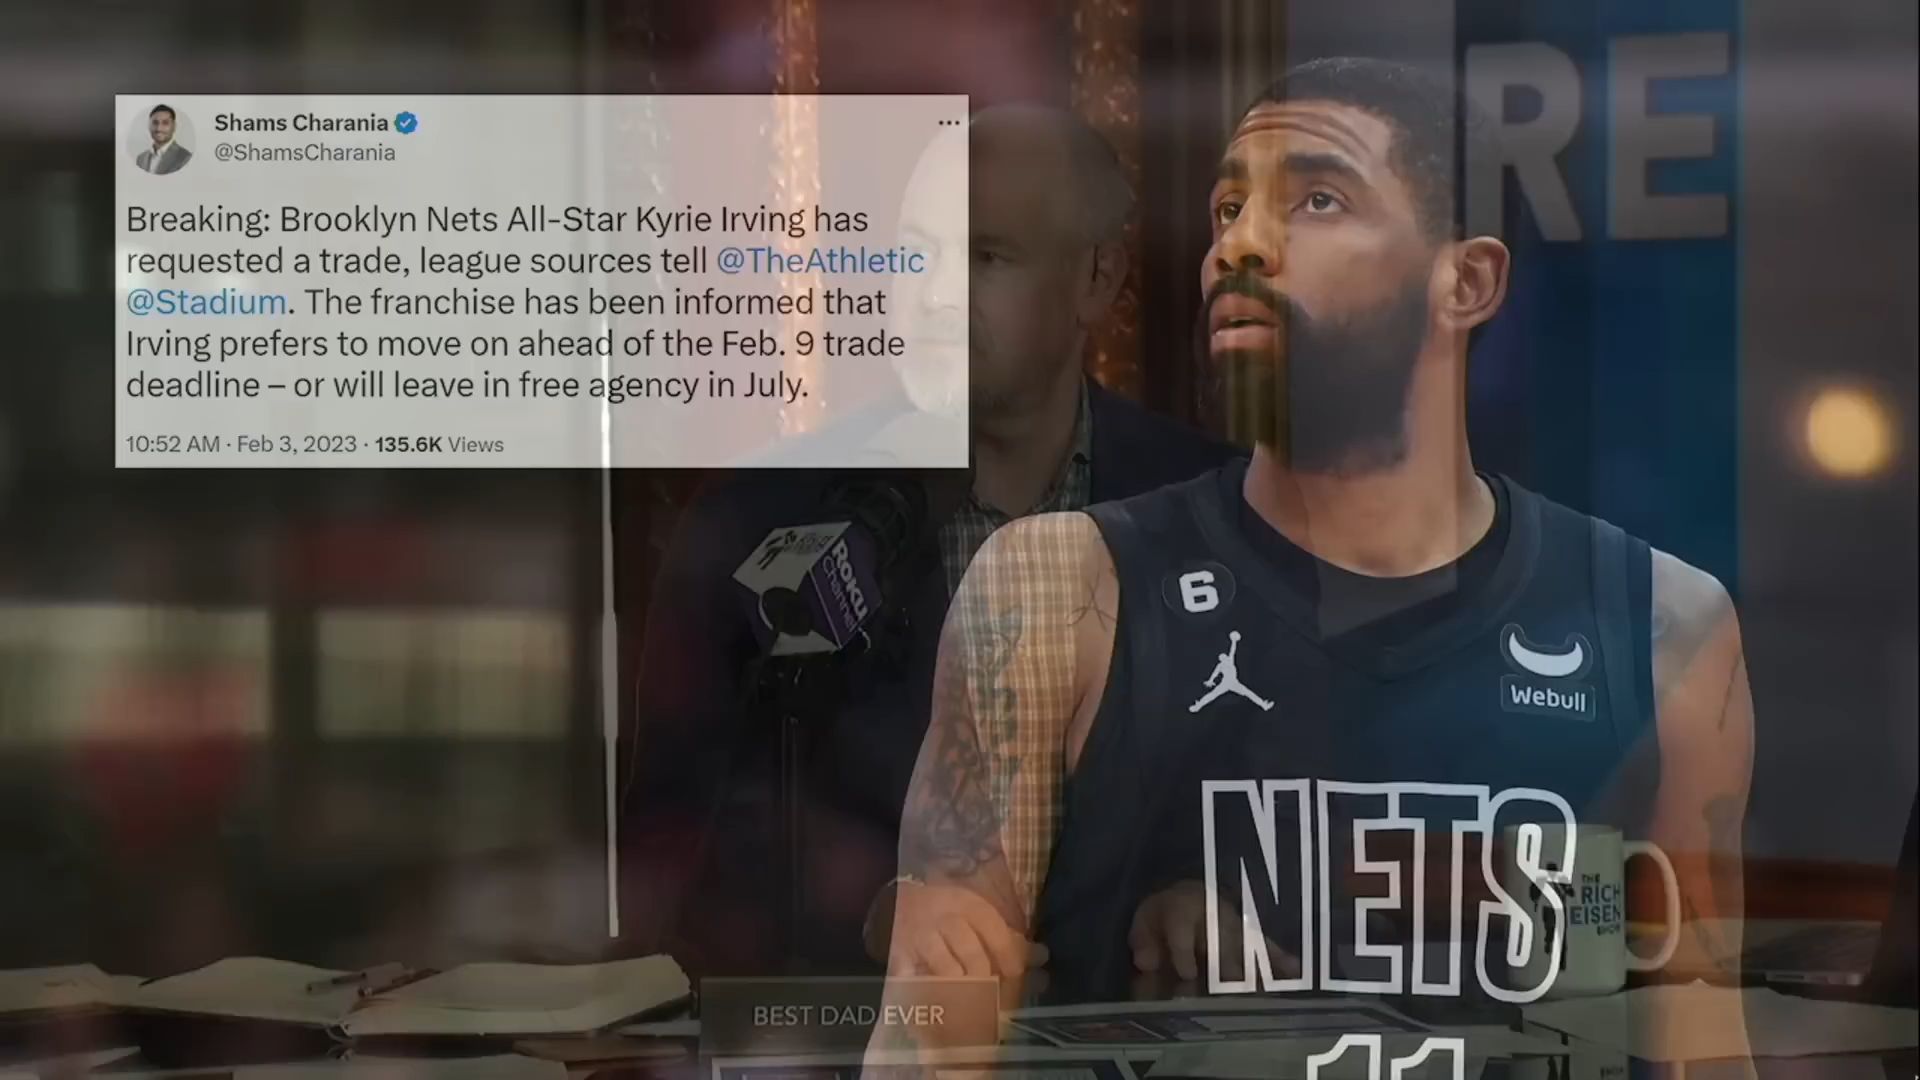 Shams Charania
@ShamsCharania
Breaking: Brooklyn Nets All-Star Kyrie Irving has
requested a trade, league sources tell @TheAthletic
@Stadium. The franchise has been informed that
Irving prefers to move on ahead of the Feb. 9 trade
deadline – or will leave in free agency in July.
10:52 AM · Feb 3, 2023 · 135.6K Views
RE
ROKU
Channel
6
Webull
NETS
11
THE
RICH
EISEN
SHOW
BEST DAD EVER